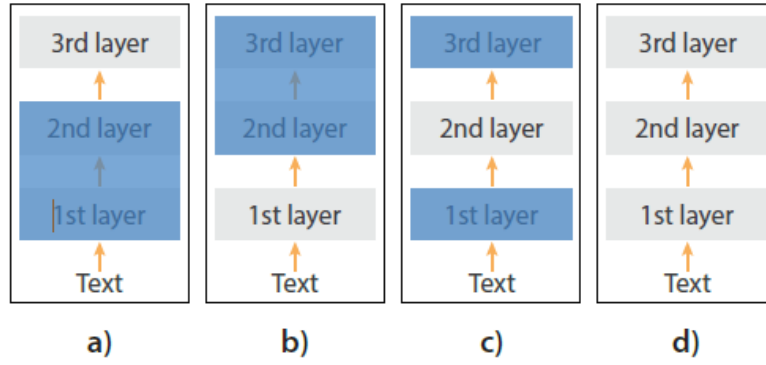 3rd layer 3rd layer 3rd layer 3rd layer
2nd layer 2nd layer 2nd layer 2nd layer
1st layer 1st layer 1st layer 1st layer
Text Text Text Text
a) b) c) d)